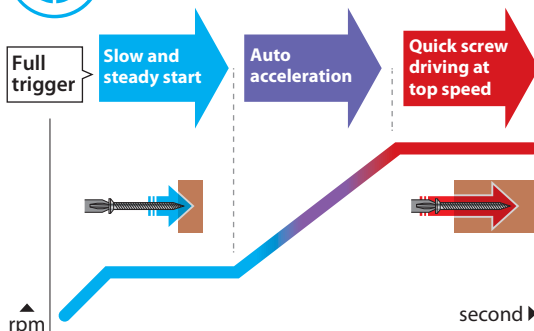 Full
trigger
Slow and
steady start
Auto
acceleration
Quick screw
driving at
top speed
rpm
second